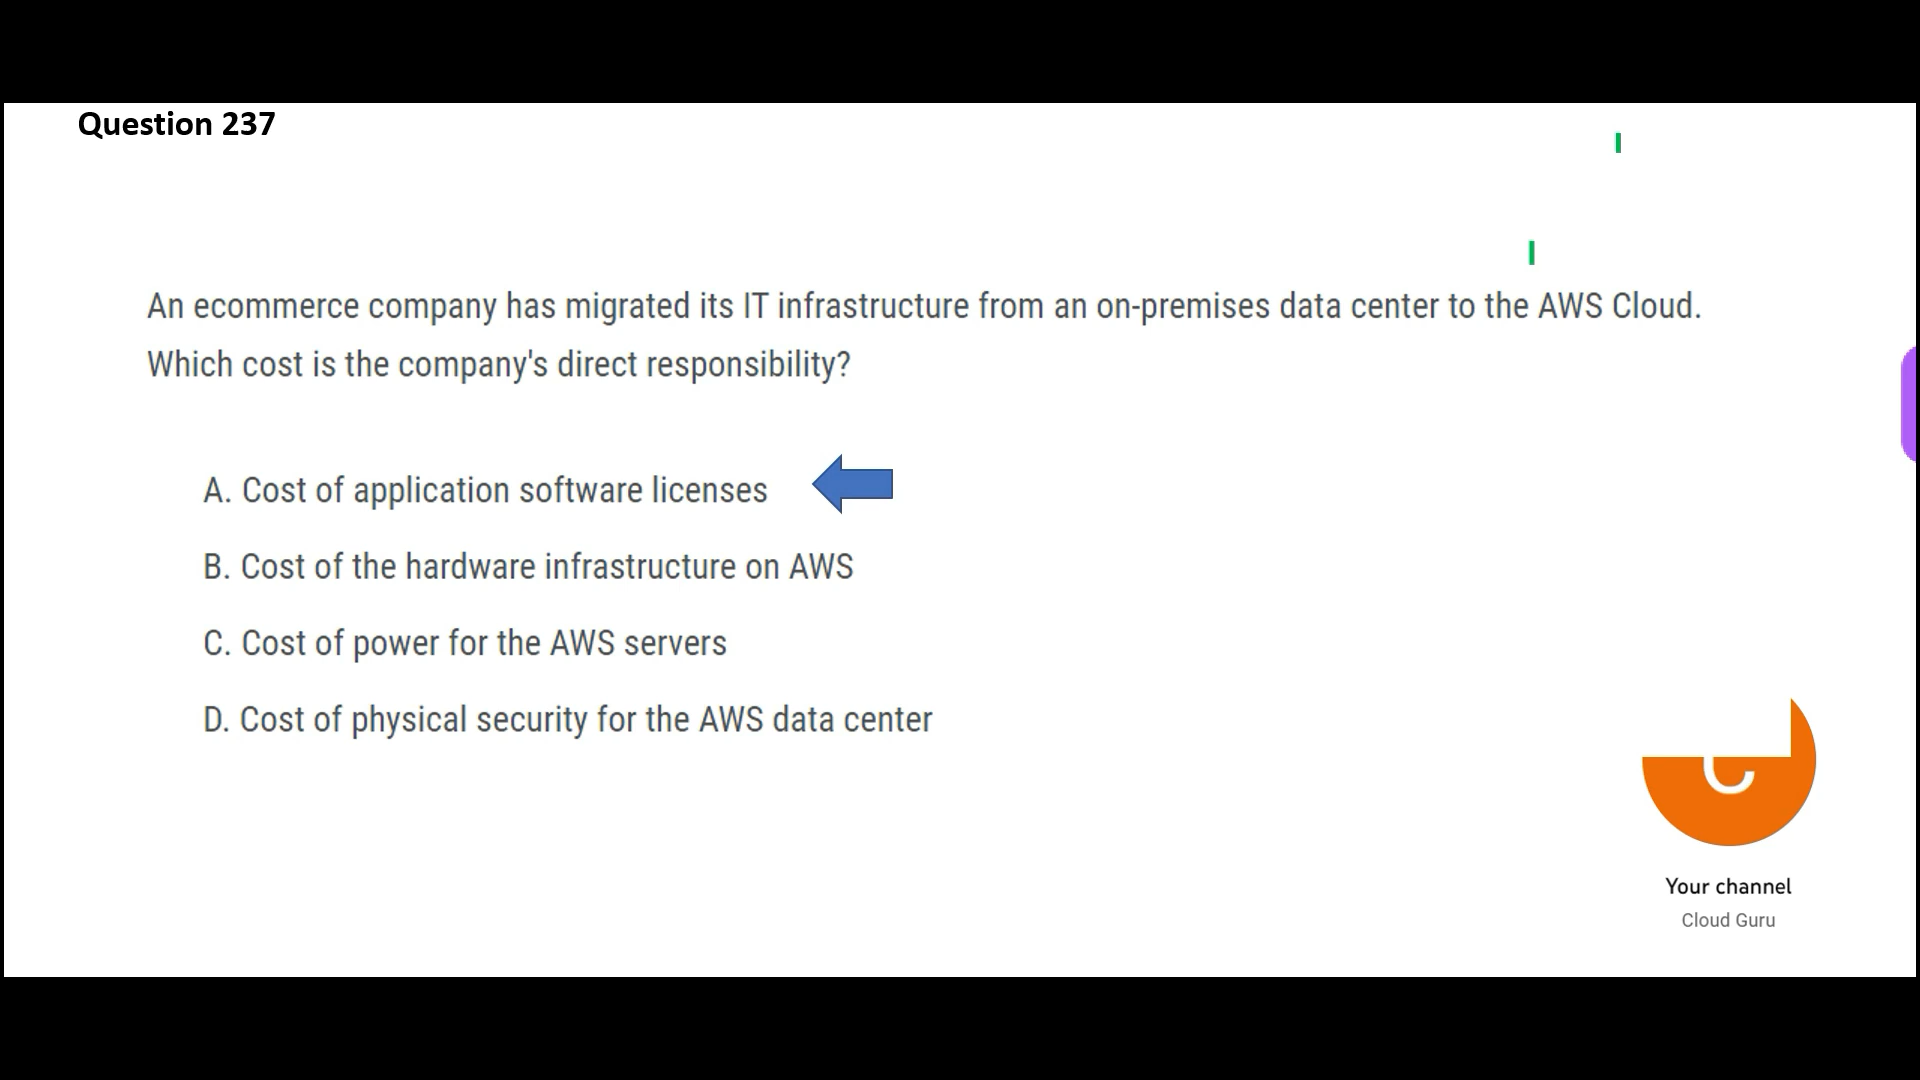 Question 237
An ecommerce company has migrated its IT infrastructure from an on-premises data center to the AWS Cloud.
Which cost is the company's direct responsibility?
A. Cost of application software licenses
B. Cost of the hardware infrastructure on AWS
C. Cost of power for the AWS servers
D. Cost of physical security for the AWS data center
Your channel
Cloud Guru